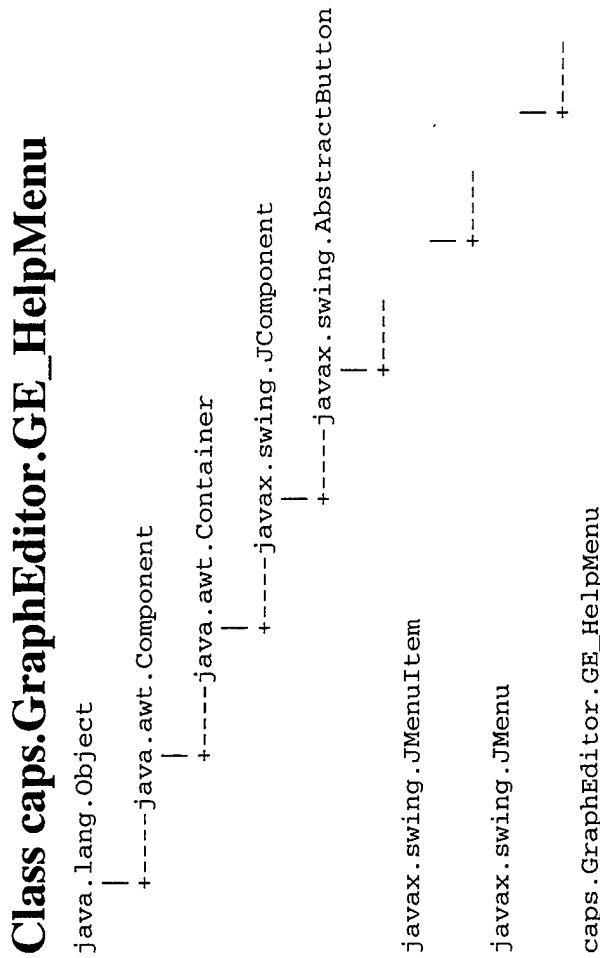 Class caps.GraphEditor.GE_HelpMenu
java.lang.Object
|
+----java.awt.Component
|
+----java.awt.Container
|
+----javax.swing.JComponent
|
+----javax.swing.AbstractButton
|
+----
javax.swing.JMenuItem
|
+----
javax.swing.JMenu
|
+----
caps.GraphEditor.GE_HelpMenu